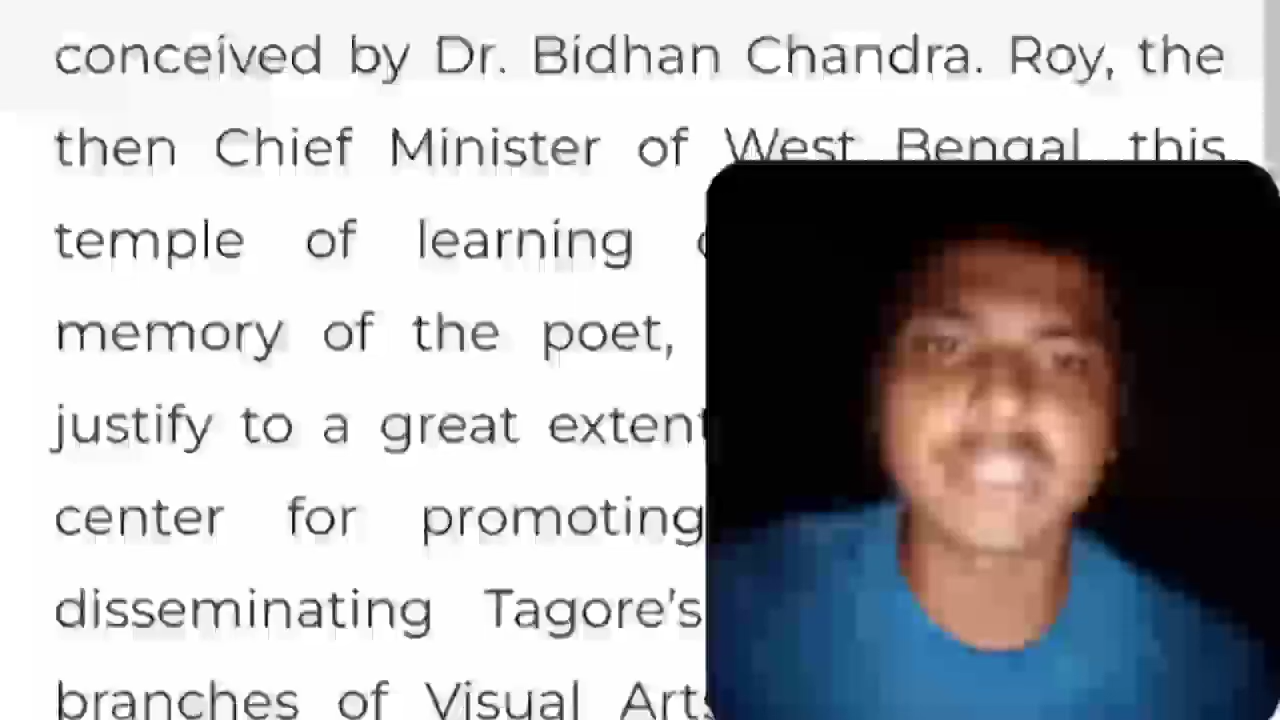 conceived by Dr. Bidhan Chandra. Roy, the
then Chief Minister of West Bengal this
temple of learning
memory of the poet,
justify to a great extent
center for promoting
disseminating Tagore's
branches of Visual Arts